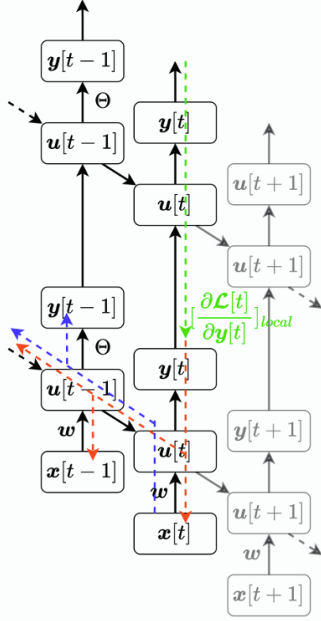 y[t − 1]
Θ
y[t]
u[t − 1]
y[t]
u[t]
u[t + 1]
u[t + 1]
y[t − 1]
[∂𝓛[t]/∂y[t]]local
Θ
y[t]
u[t − 1]
y[t + 1]
w
u[t]
x[t − 1]
w
u[t + 1]
x[t]
w
x[t + 1]